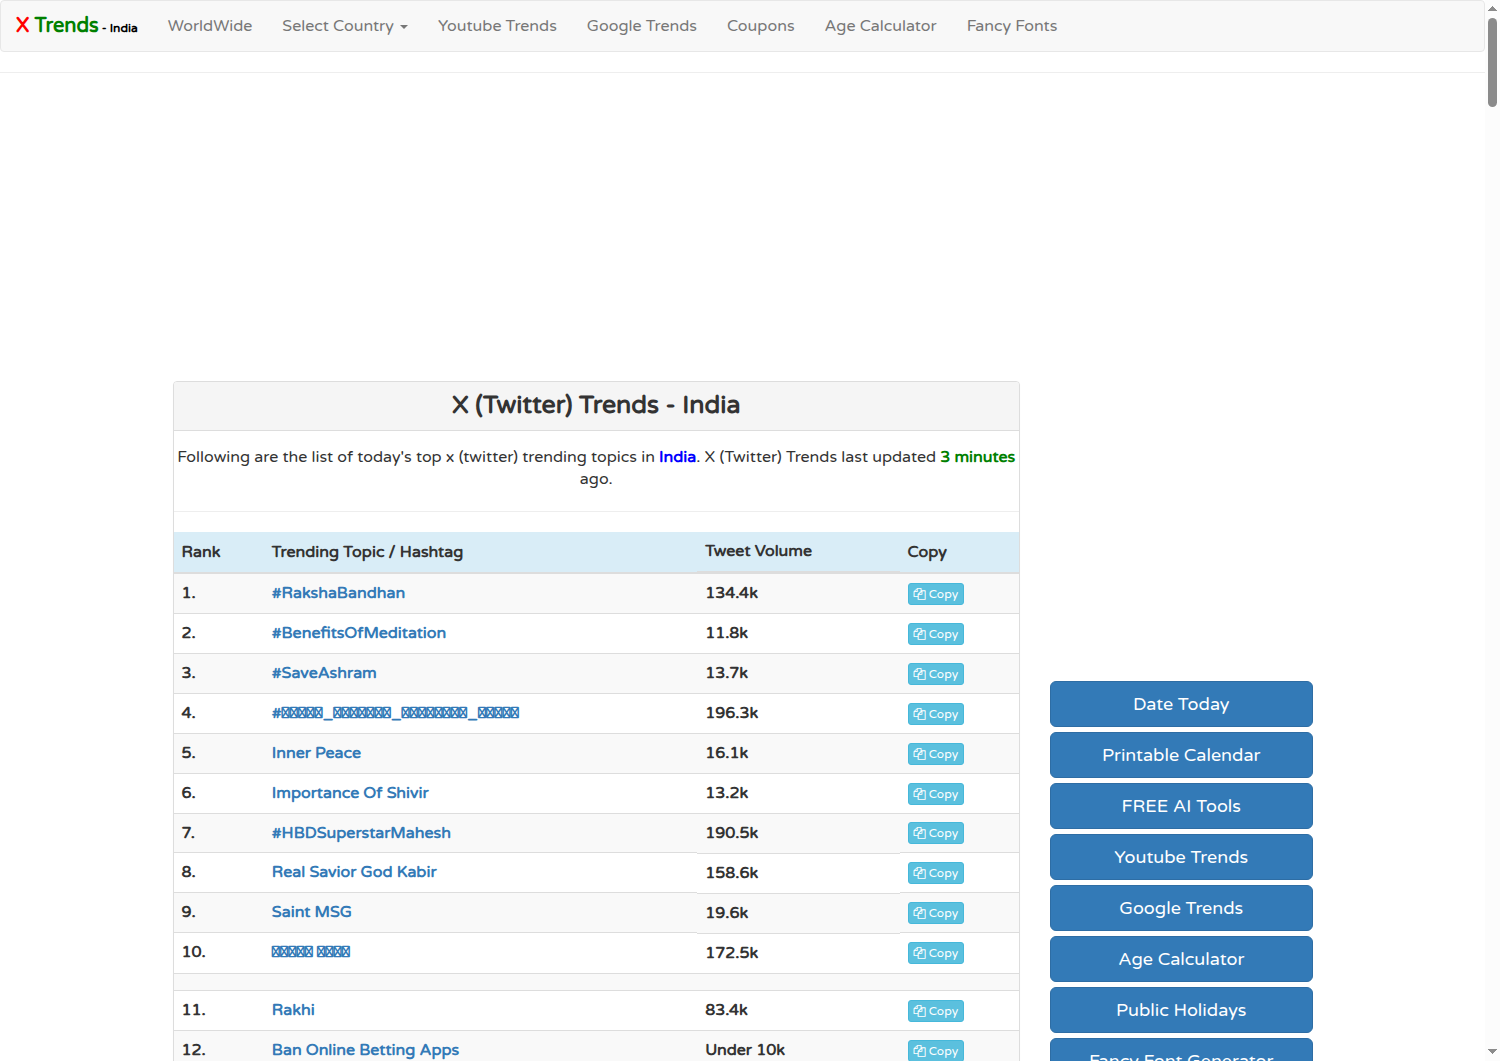 X Trends - India WorldWide Select Country Youtube Trends Google Trends Coupons Age Calculator Fancy Fonts
X (Twitter) Trends - India
Following are the list of today's top x (twitter) trending topics in India. X (Twitter) Trends last updated 3 minutes
ago.
Rank Trending Topic / Hashtag Tweet Volume Copy
1. #RakshaBandhan 134.4k Copy
2. #BenefitsOfMeditation 11.8k Copy
3. #SaveAshram 13.7k Copy
4. 196.3k Copy
5. Inner Peace 16.1k Copy
6. Importance Of Shivir 13.2k Copy
7. #HBDSuperstarMahesh 190.5k Copy
8. Real Savior God Kabir 158.6k Copy
9. Saint MSG 19.6k Copy
10. 172.5k Copy
11. Rakhi 83.4k Copy
12. Ban Online Betting Apps Under 10k Copy
Date Today
Printable Calendar
FREE AI Tools
Youtube Trends
Google Trends
Age Calculator
Public Holidays
Fancy Font Generator